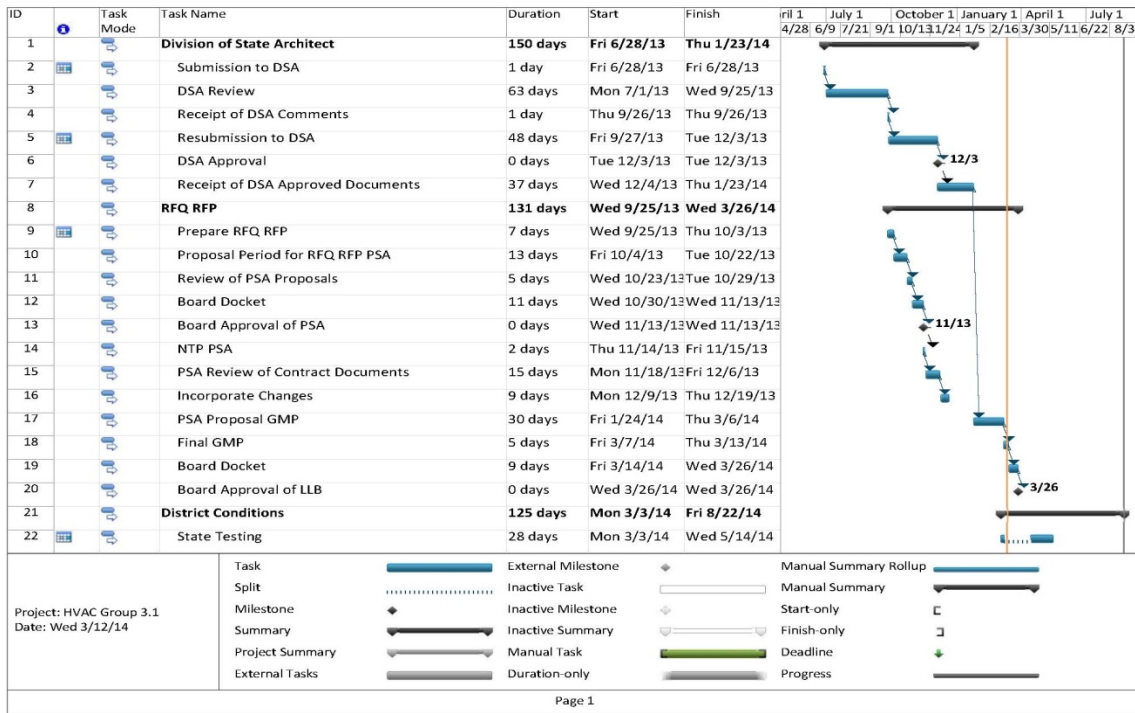 ID Task Mode Task Name Duration Start Finish ril 1 July 1 October 1 January 1 April 1 July 1
4/28 6/9 7/21 9/1 10/13 11/24 1/5 2/16 3/30 5/11 6/22 8/3
1 Division of State Architect 150 days Fri 6/28/13 Thu 1/23/14
2 Submission to DSA 1 day Fri 6/28/13 Fri 6/28/13
3 DSA Review 63 days Mon 7/1/13 Wed 9/25/13
4 Receipt of DSA Comments 1 day Thu 9/26/13 Thu 9/26/13
5 Resubmission to DSA 48 days Fri 9/27/13 Tue 12/3/13
6 DSA Approval 0 days Tue 12/3/13 Tue 12/3/13 12/3
7 Receipt of DSA Approved Documents 37 days Wed 12/4/13 Thu 1/23/14
8 RFQ RFP 131 days Wed 9/25/13 Wed 3/26/14
9 Prepare RFQ RFP 7 days Wed 9/25/13 Thu 10/3/13
10 Proposal Period for RFQ RFP PSA 13 days Fri 10/4/13 Tue 10/22/13
11 Review of PSA Proposals 5 days Wed 10/23/13 Tue 10/29/13
12 Board Docket 11 days Wed 10/30/13 Wed 11/13/13
13 Board Approval of PSA 0 days Wed 11/13/13 Wed 11/13/13 11/13
14 NTP PSA 2 days Thu 11/14/13 Fri 11/15/13
15 PSA Review of Contract Documents 15 days Mon 11/18/13 Fri 12/6/13
16 Incorporate Changes 9 days Mon 12/9/13 Thu 12/19/13
17 PSA Proposal GMP 30 days Fri 1/24/14 Thu 3/6/14
18 Final GMP 5 days Fri 3/7/14 Thu 3/13/14
19 Board Docket 9 days Fri 3/14/14 Wed 3/26/14
20 Board Approval of LLB 0 days Wed 3/26/14 Wed 3/26/14 3/26
21 District Conditions 125 days Mon 3/3/14 Fri 8/22/14
22 State Testing 28 days Mon 3/3/14 Wed 5/14/14
Project: HVAC Group 3.1
Date: Wed 3/12/14
Task External Milestone Manual Summary Rollup
Split Inactive Task Manual Summary
Milestone Inactive Milestone Start-only
Summary Inactive Summary Finish-only
Project Summary Manual Task Deadline
External Tasks Duration-only Progress
Page 1